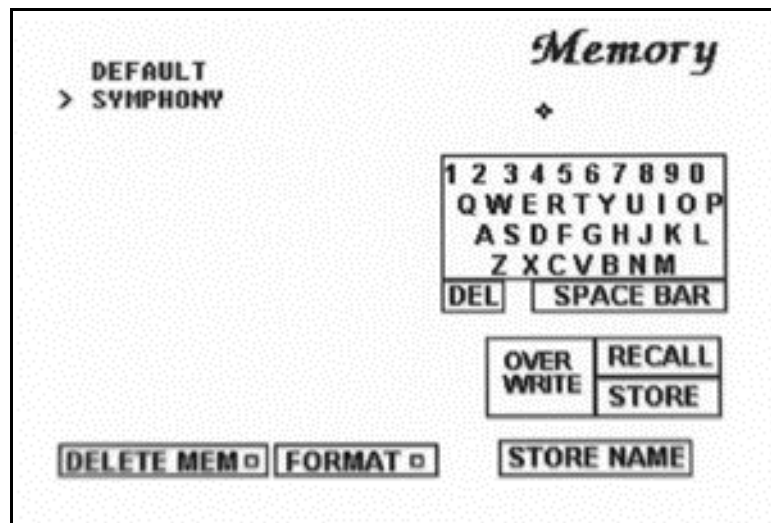 Memory
DEFAULT
> SYMPHONY
1 2 3 4 5 6 7 8 9 0
Q W E R T Y U I O P
A S D F G H J K L
Z X C V B N M
DEL SPACE BAR
OVER WRITE RECALL
STORE
DELETE MEM FORMAT STORE NAME